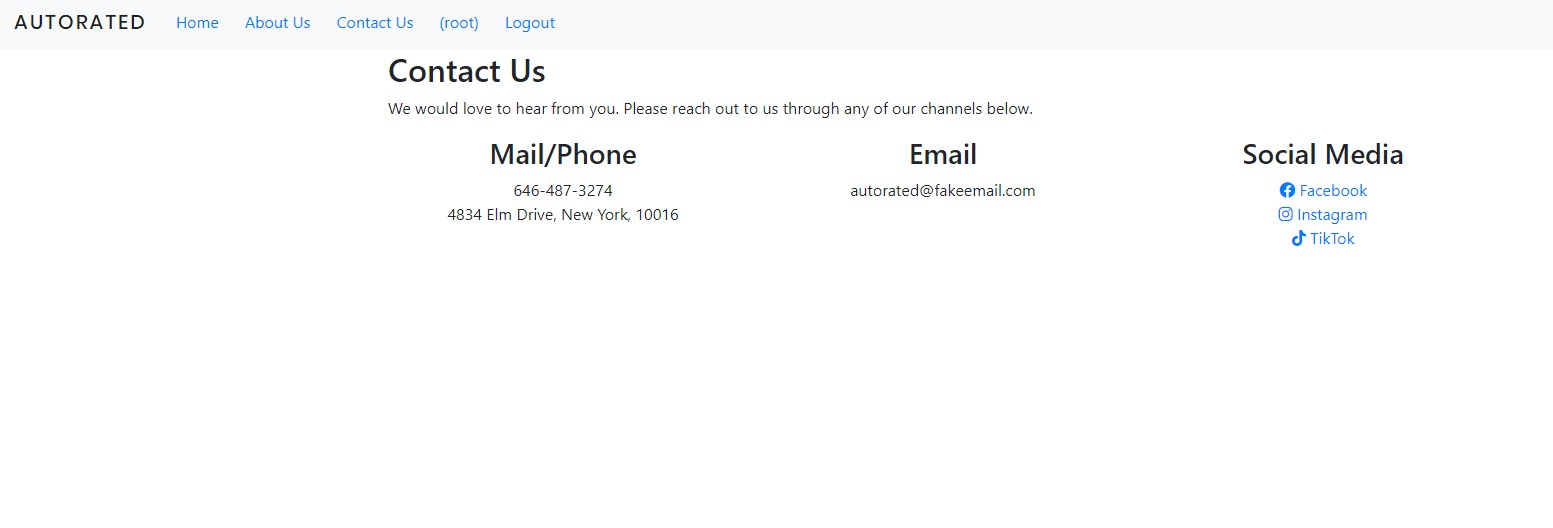 AUTORATED Home About Us Contact Us (root) Logout
Contact Us
We would love to hear from you. Please reach out to us through any of our channels below.
Mail/Phone
646-487-3274
4834 Elm Drive, New York, 10016
Email
autorated@fakeemail.com
Social Media
Facebook
Instagram
TikTok